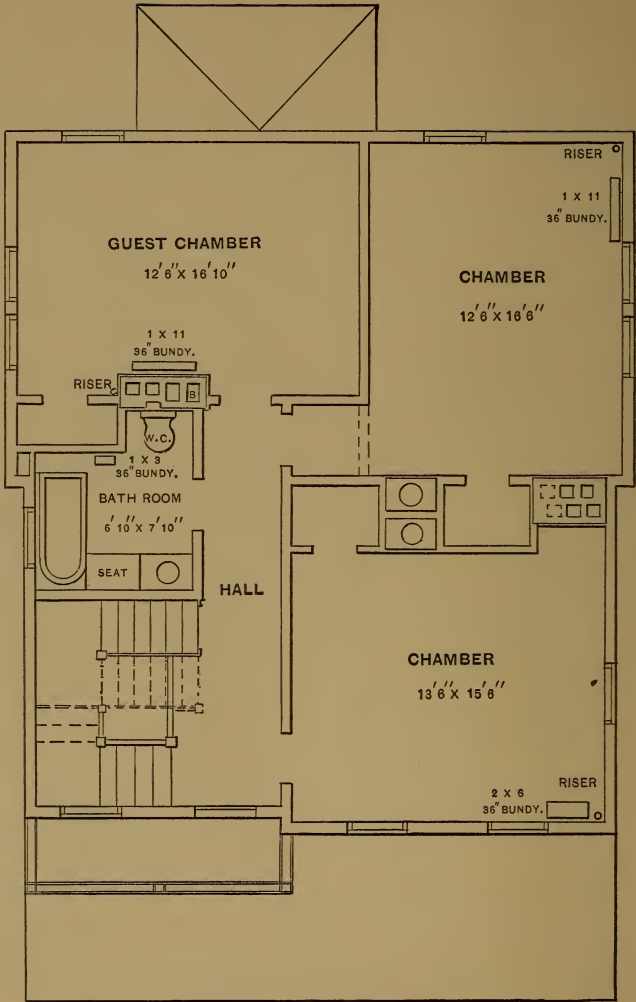 RISER
1 X 11
36" BUNDY.
GUEST CHAMBER
12'6" X 16'10"
CHAMBER
12'6" X 16'6"
1 X 11
36" BUNDY.
RISER
B
W.C.
1 X 3
36" BUNDY.
BATH ROOM
6'10" X 7'10"
SEAT
HALL
CHAMBER
13'6" X 15'6"
2 X 6
36" BUNDY.
RISER